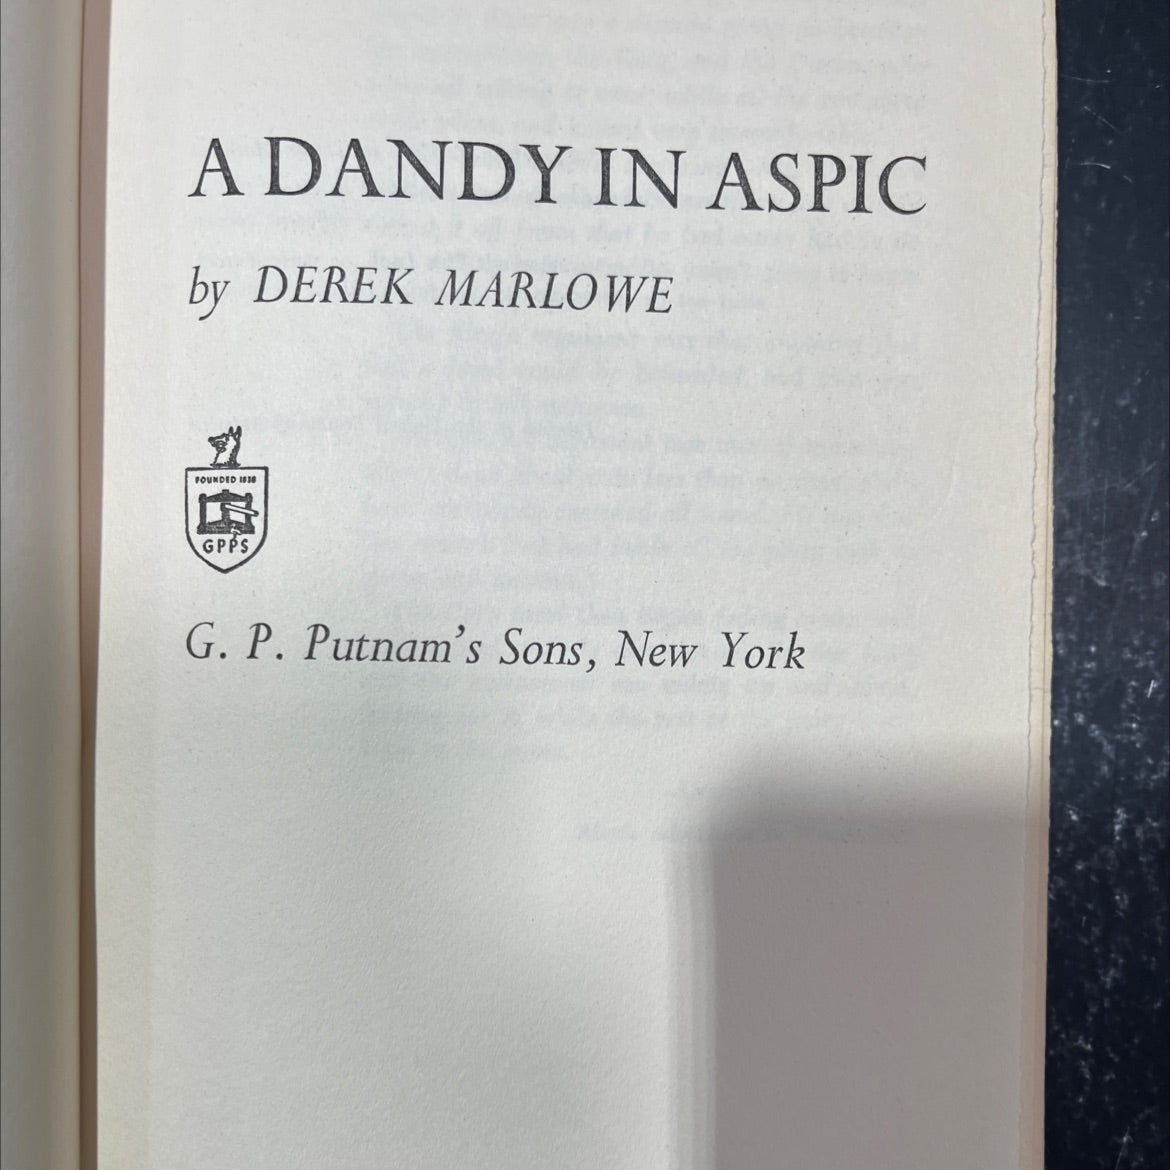 A DANDY IN ASPIC
by DEREK MARLOWE
FOUNDED 1838
GPPS
G. P. Putnam's Sons, New York